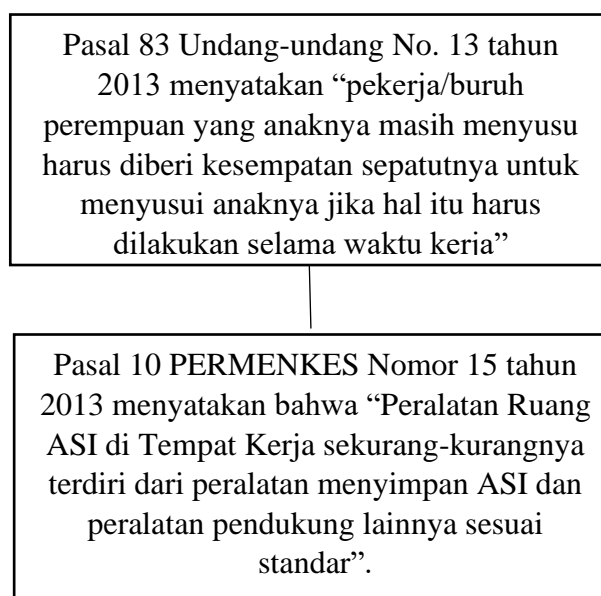 Pasal 83 Undang-undang No. 13 tahun
2013 menyatakan “pekerja/buruh
perempuan yang anaknya masih menyusu
harus diberi kesempatan sepatutnya untuk
menyusui anaknya jika hal itu harus
dilakukan selama waktu kerja”
Pasal 10 PERMENKES Nomor 15 tahun
2013 menyatakan bahwa “Peralatan Ruang
ASI di Tempat Kerja sekurang-kurangnya
terdiri dari peralatan menyimpan ASI dan
peralatan pendukung lainnya sesuai
standar”.